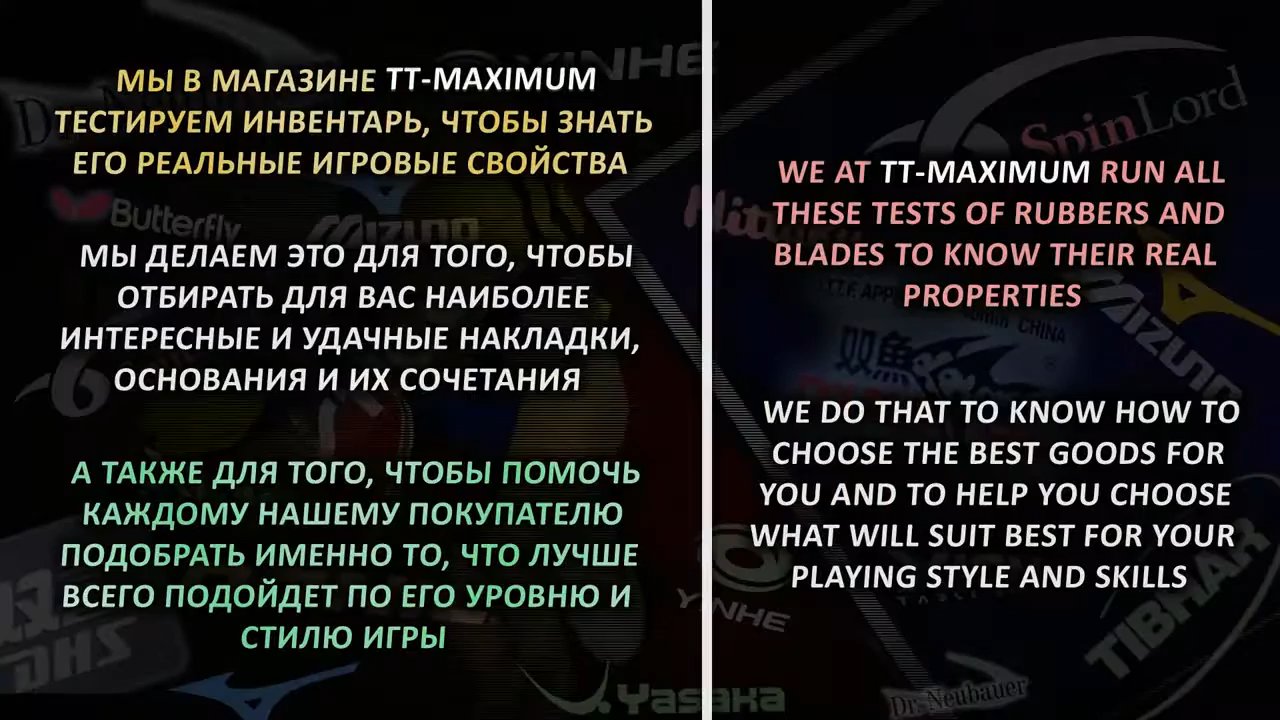 МЫ В МАГАЗИНЕ TT-MAXIMUM
ТЕСТИРУЕМ ИНВЕНТАРЬ, ЧТОБЫ ЗНАТЬ
ЕГО РЕАЛЬНЫЕ ИГРОВЫЕ СВОЙСТВА
МЫ ДЕЛАЕМ ЭТО ДЛЯ ТОГО, ЧТОБЫ
ОТБИРАТЬ ДЛЯ ВАС НАИБОЛЕЕ
ИНТЕРЕСНЫЕ И УДАЧНЫЕ НАКЛАДКИ,
ОСНОВАНИЯ И ИХ СОЧЕТАНИЯ
А ТАКЖЕ ДЛЯ ТОГО, ЧТОБЫ ПОМОЧЬ
КАЖДОМУ НАШЕМУ ПОКУПАТЕЛЮ
ПОДОБРАТЬ ИМЕННО ТО, ЧТО ЛУЧШЕ
ВСЕГО ПОДОЙДЕТ ПО ЕГО УРОВНЮ И
СТИЛЮ ИГРЫ
WE AT TT-MAXIMUM RUN ALL
THESE TESTS OF RUBBERS AND
BLADES TO KNOW THEIR REAL
PROPERTIES
WE DO THAT TO KNOW HOW TO
CHOOSE THE BEST GOODS FOR
YOU AND TO HELP YOU CHOOSE
WHAT WILL SUIT BEST FOR YOUR
PLAYING STYLE AND SKILLS
YINHE
Butterfly
MIZUNO
DHS
Yasaka
SpinLord
CHINA
MIZUNO
YINHE
TIBHAR
Dr. Neubauer